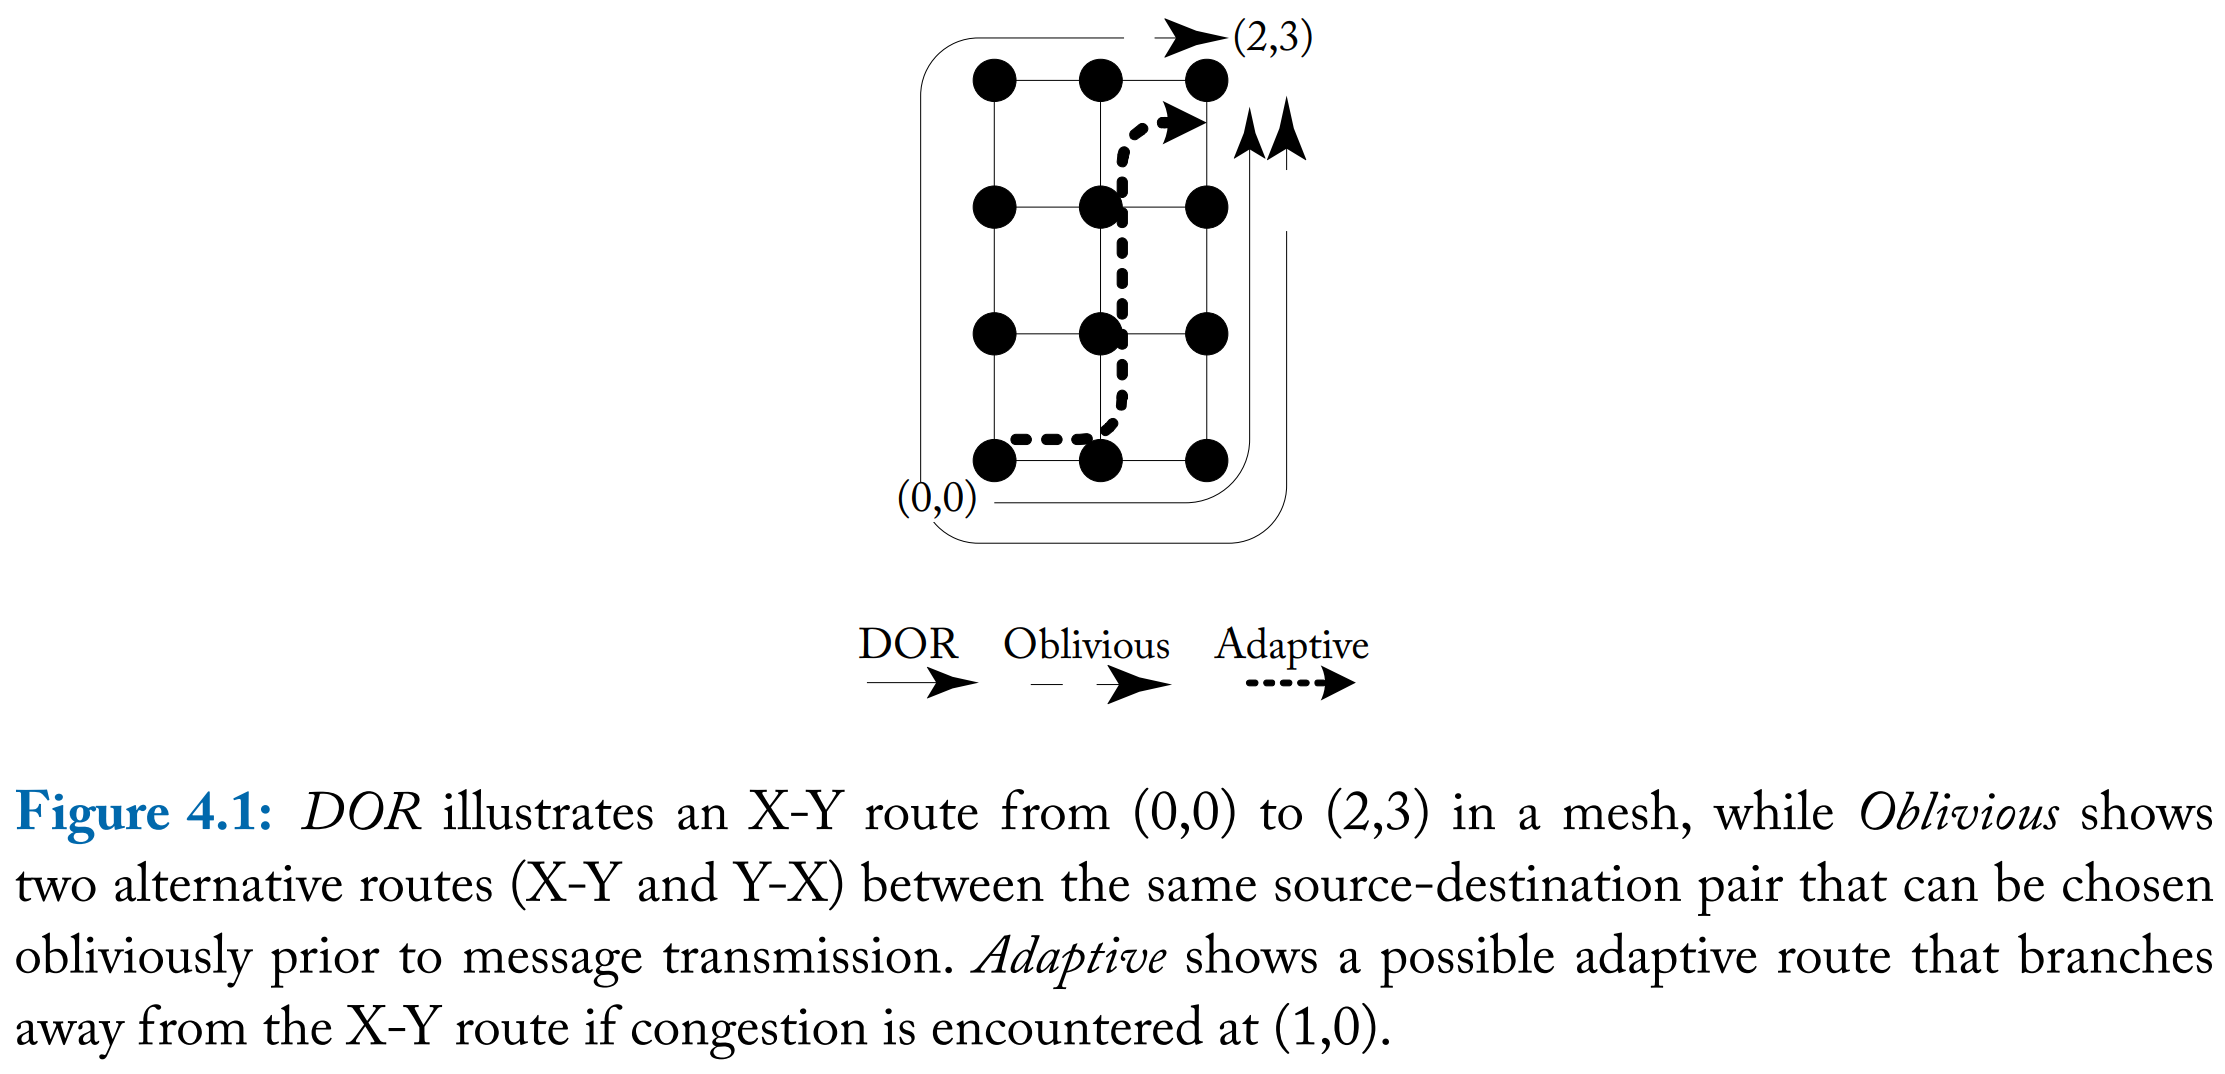 (2,3)
(0,0)
DOR Oblivious Adaptive
Figure 4.1: DOR illustrates an X-Y route from (0,0) to (2,3) in a mesh, while Oblivious shows
two alternative routes (X-Y and Y-X) between the same source-destination pair that can be chosen
obliviously prior to message transmission. Adaptive shows a possible adaptive route that branches
away from the X-Y route if congestion is encountered at (1,0).